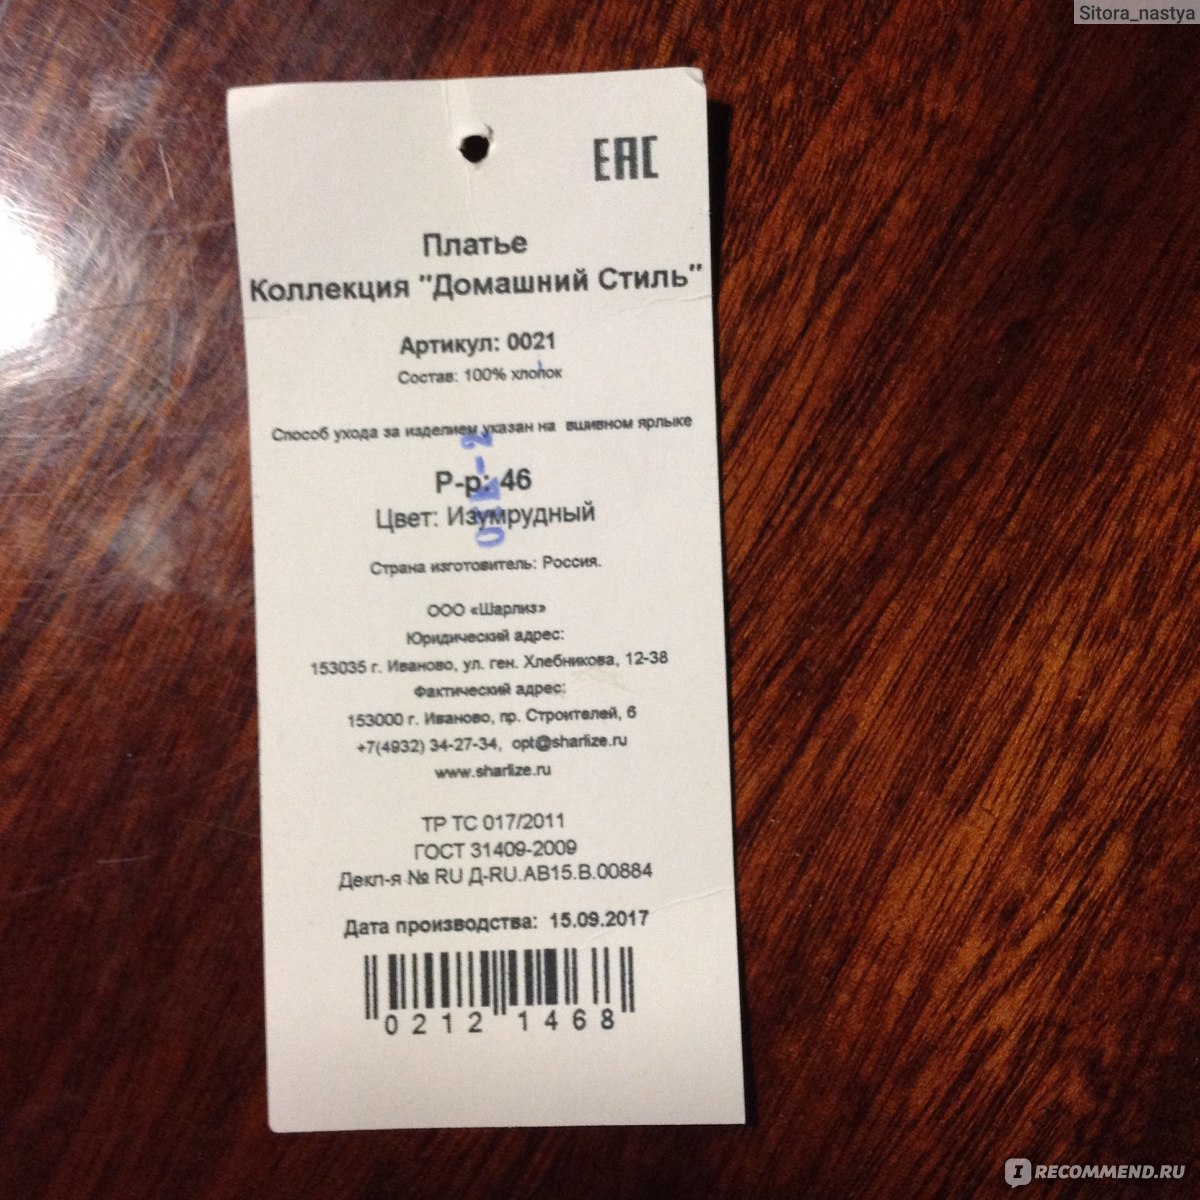 Sitora_nastya
EAC
Платье
Коллекция "Домашний Стиль"
Артикул: 0021
Состав: 100% хлопок
Способ ухода за изделием указан на вшивном ярлыке
Р-р: 46
Цвет: Изумрудный
Страна изготовитель: Россия.
ООО «Шарлиз»
Юридический адрес:
153035 г. Иваново, ул. ген. Хлебникова, 12-38
Фактический адрес:
153000 г. Иваново, пр. Строителей, 6
+7(4932) 34-27-34, opt@sharlize.ru
www.sharlize.ru
ТР ТС 017/2011
ГОСТ 31409-2009
Декл-я № RU Д-RU.АВ15.В.00884
Дата производства: 15.09.2017
0212 1468
I RECOMMEND.RU